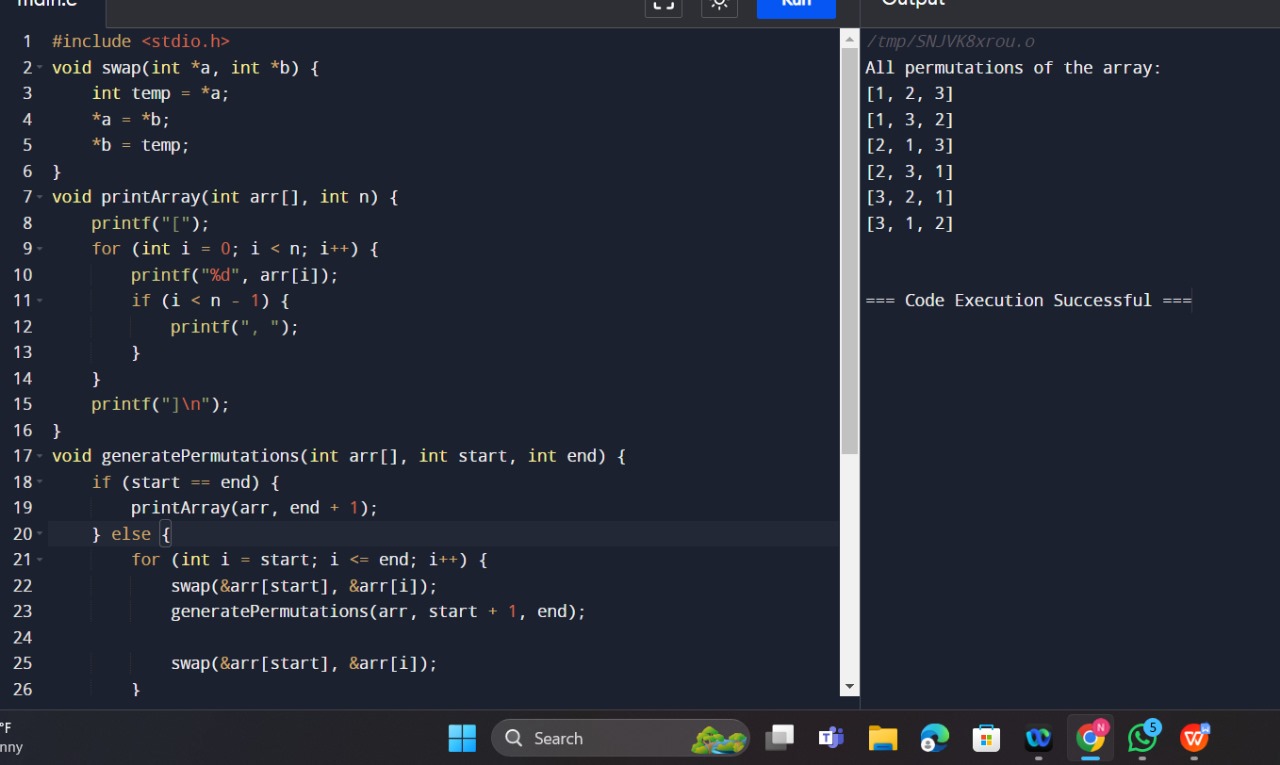 main.c
Run
Output
1 #include <stdio.h>
2 void swap(int *a, int *b) {
3     int temp = *a;
4     *a = *b;
5     *b = temp;
6 }
7 void printArray(int arr[], int n) {
8     printf("[");
9     for (int i = 0; i < n; i++) {
10         printf("%d", arr[i]);
11         if (i < n - 1) {
12             printf(", ");
13         }
14     }
15     printf("]\n");
16 }
17 void generatePermutations(int arr[], int start, int end) {
18     if (start == end) {
19         printArray(arr, end + 1);
20     } else {
21         for (int i = start; i <= end; i++) {
22             swap(&arr[start], &arr[i]);
23             generatePermutations(arr, start + 1, end);
24
25             swap(&arr[start], &arr[i]);
26         }
/tmp/SNJVK8xrou.o
All permutations of the array:
[1, 2, 3]
[1, 3, 2]
[2, 1, 3]
[2, 3, 1]
[3, 2, 1]
[3, 1, 2]
=== Code Execution Successful ===
°F
nny
Search
N
5